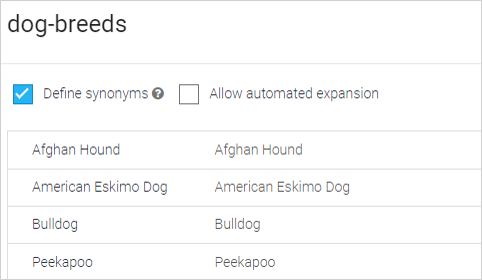 dog-breeds
Define synonyms ? Allow automated expansion
Afghan Hound Afghan Hound
American Eskimo Dog American Eskimo Dog
Bulldog Bulldog
Peekapoo Peekapoo